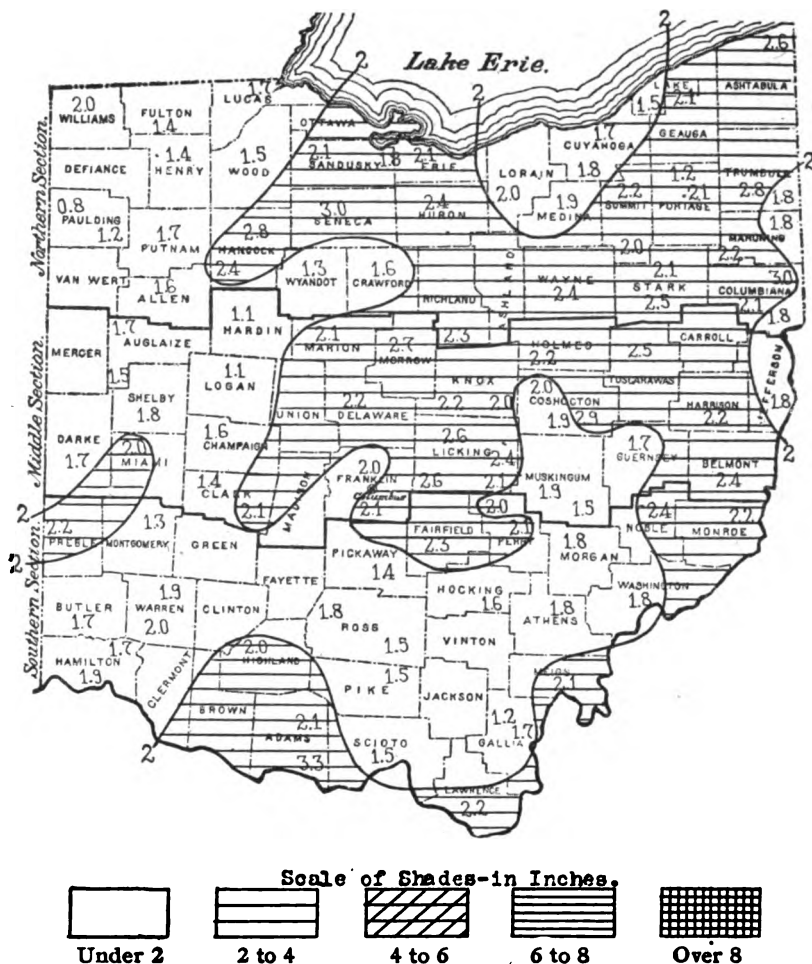 Lake Erie.
2
2
2
2.6
LAKE
ASHTABULA
1.7
LUCAS
2.0
WILLIAMS
FULTON
1.4
1.5
2.1
OTTAWA
1.7
CUYAHOGA
GEAUGA
DEFIANCE
1.4
HENRY
1.5
WOOD
2.1
SANDUSKY
1.8
2.1
ERIE
LORAIN
2.0
1.8
1.2
TRUMBULL
2.8
2
0.8
PAULDING
1.2
1.7
PUTNAM
3.0
SENECA
2.4
HURON
1.9
MEDINA
2.2
SUMMIT
2.1
PORTAGE
1.8
1.8
MAHONING
2.8
HANCOCK
2.4
2.0
2.2
VAN WERT
1.6
ALLEN
1.3
WYANDOT
1.6
CRAWFORD
RICHLAND
ASHLAND
WAYNE
2.4
2.1
STARK
2.5
3.0
COLUMBIANA
2.1
1.8
Northern Section.
1.1
HARDIN
1.7
AUGLAIZE
MERCER
2.1
MARION
2.7
MORROW
2.3
HOLMES
2.2
2.5
CARROLL
1.5
SHELBY
1.8
1.1
LOGAN
KNOX
2.2
2.0
2.0
COSHOCTON
1.9
2.9
TUSCARAWAS
HARRISON
2.2
JEFFERSON
1.8
2
UNION
2.2
DELAWARE
DARKE
1.7
2.0
MIAMI
1.6
CHAMPAIGN
1.4
CLARK
2.1
MADISON
2.0
FRANKLIN
Columbus
2.1
2.6
LICKING
2.4
2.6
2.1
MUSKINGUM
1.9
1.5
1.7
GUERNSEY
BELMONT
2.4
Middle Section.
2
2
2.2
PREBLE
1.3
MONTGOMERY
GREEN
FAYETTE
PICKAWAY
1.4
FAIRFIELD
2.3
2.0
2.1
PERRY
1.8
MORGAN
2.4
NOBLE
2.2
MONROE
BUTLER
1.7
1.9
WARREN
2.0
CLINTON
1.8
ROSS
1.5
HOCKING
1.6
1.8
ATHENS
WASHINGTON
1.8
1.7
HAMILTON
1.9
CLERMONT
2.0
HIGHLAND
1.5
PIKE
VINTON
JACKSON
MEIGS
2.1
Southern Section.
2
BROWN
2.1
ADAMS
3.3
SCIOTO
1.5
1.2
1.7
GALLIA
LAWRENCE
2.2
Scale of Shades-in Inches.
Under 2
2 to 4
4 to 6
6 to 8
Over 8